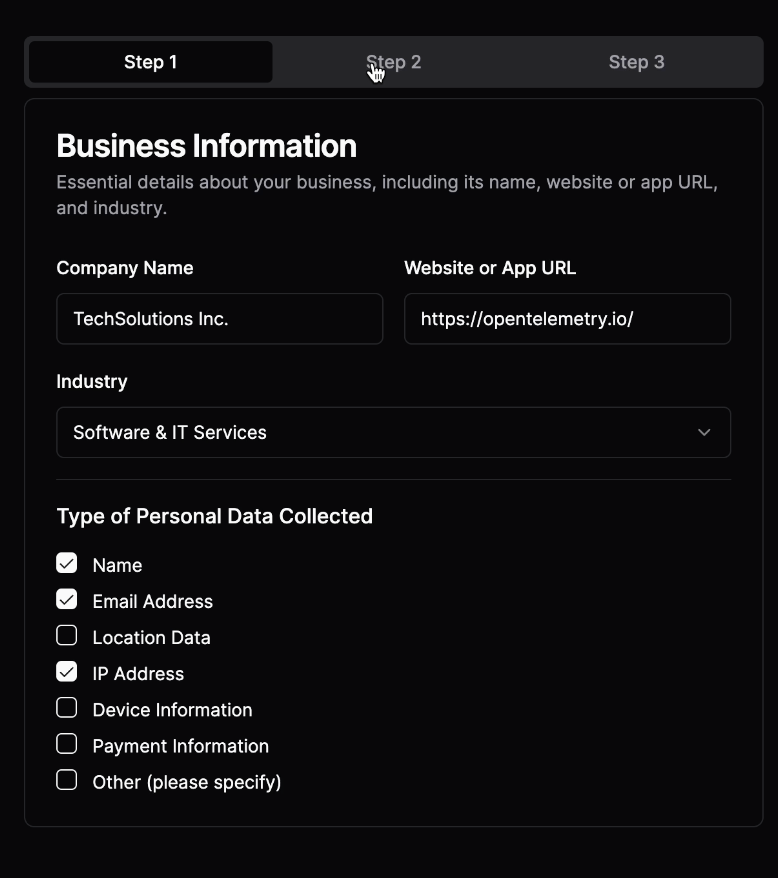 Step 1
Step 2
Step 3
Business Information
Essential details about your business, including its name, website or app URL,
and industry.
Company Name
Website or App URL
TechSolutions Inc.
https://opentelemetry.io/
Industry
Software & IT Services
Type of Personal Data Collected
Name
Email Address
Location Data
IP Address
Device Information
Payment Information
Other (please specify)